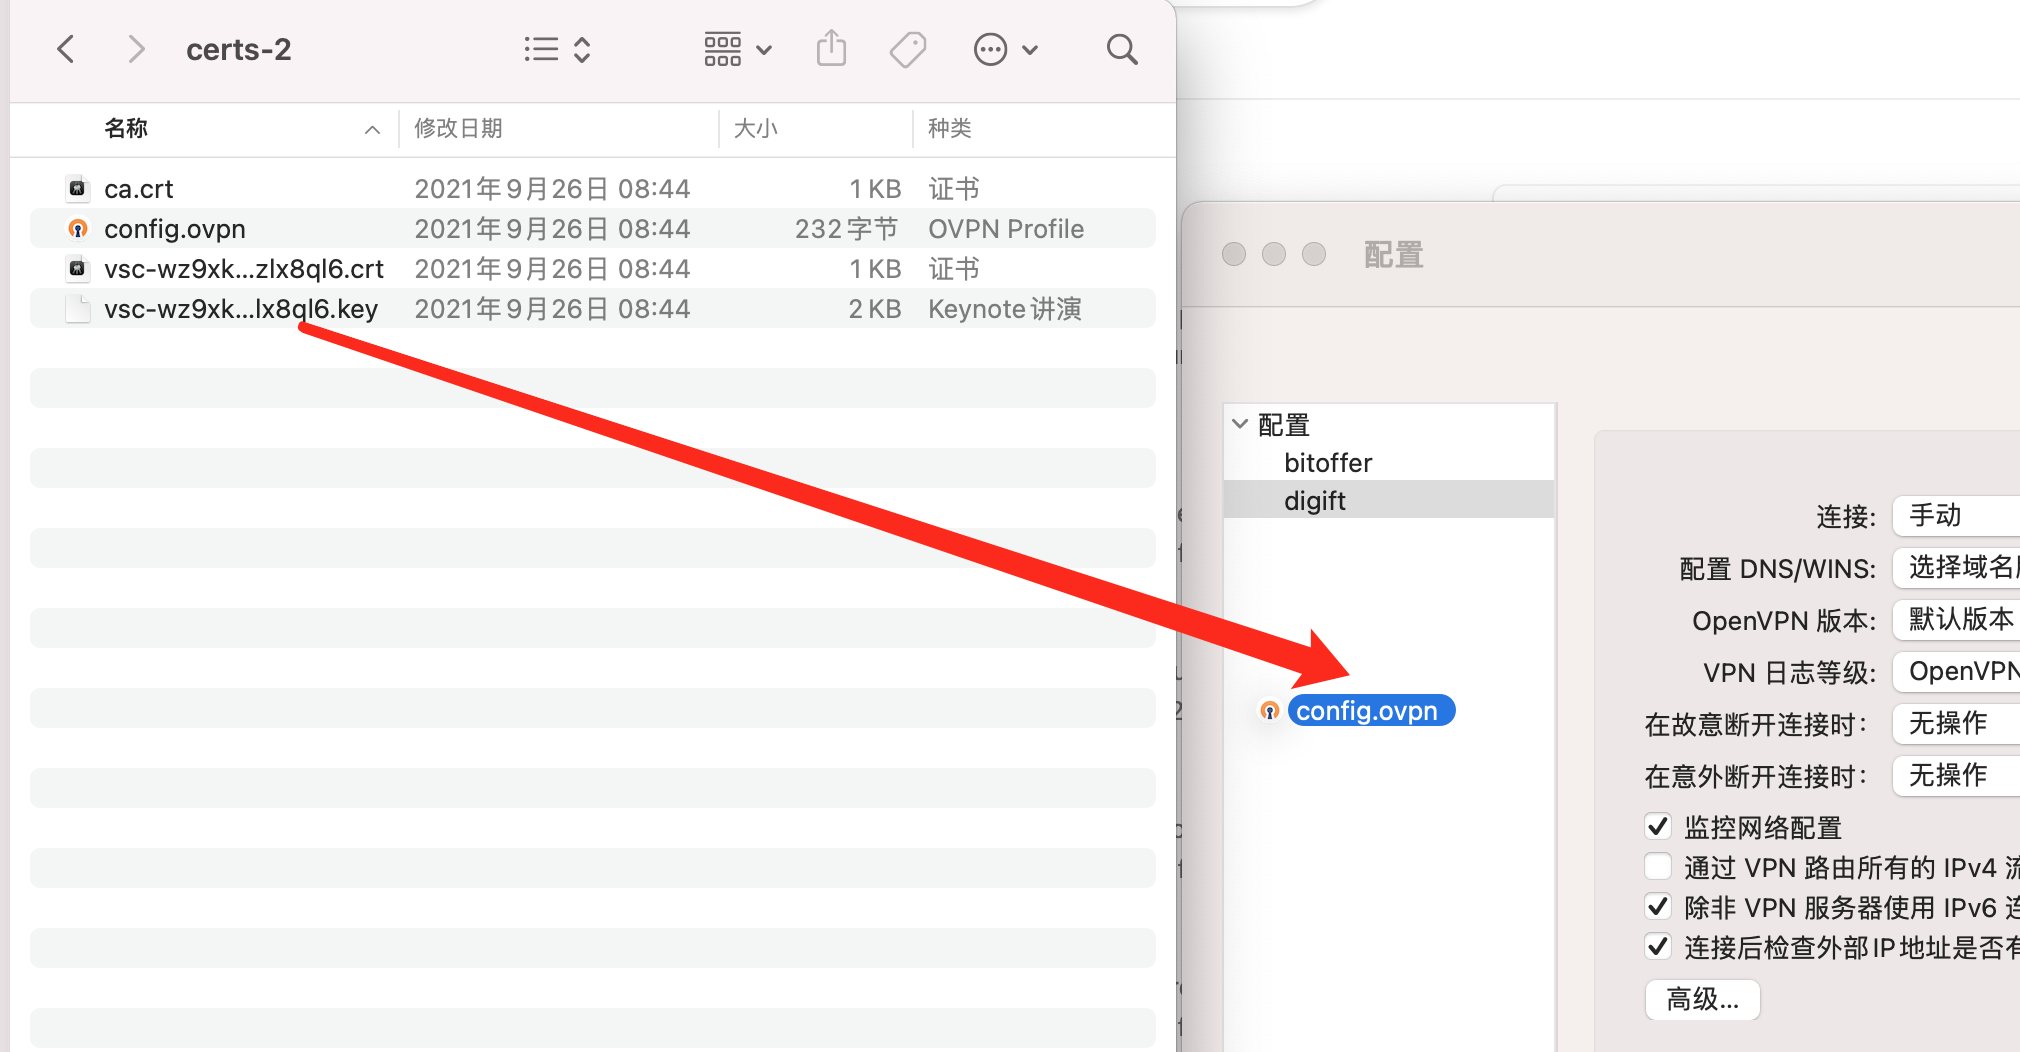 certs-2
名称 修改日期 大小 种类
ca.crt 2021年9月26日 08:44 1 KB 证书
config.ovpn 2021年9月26日 08:44 232 字节 OVPN Profile
vsc-wz9xk...zlx8ql6.crt 2021年9月26日 08:44 1 KB 证书
vsc-wz9xk...lx8ql6.key 2021年9月26日 08:44 2 KB Keynote 讲演
配置
配置
bitoffer
digift
config.ovpn
连接: 手动
配置 DNS/WINS: 选择域名
OpenVPN 版本: 默认版本
VPN 日志等级: OpenVPN
在故意断开连接时: 无操作
在意外断开连接时: 无操作
监控网络配置
通过 VPN 路由所有的 IPv4 流
除非 VPN 服务器使用 IPv6 连
连接后检查外部 IP 地址是否有
高级...